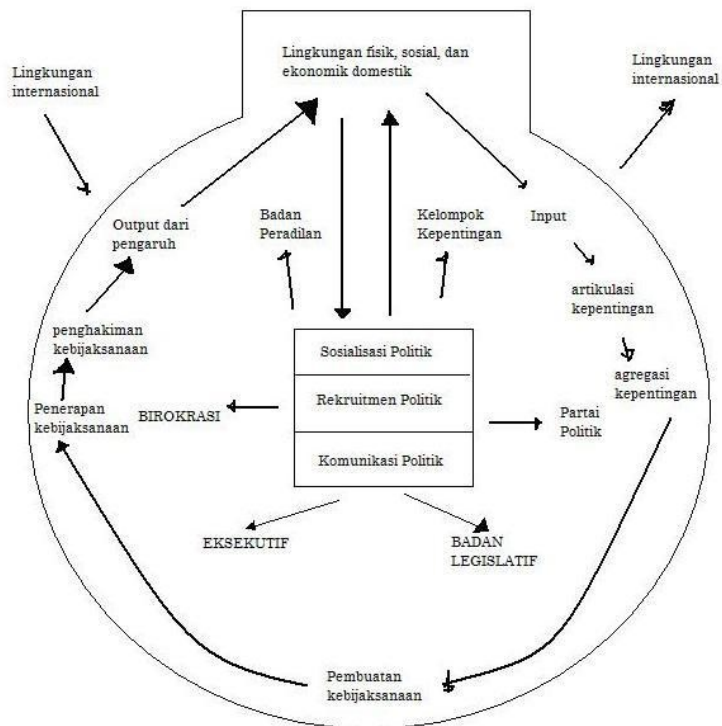 Lingkungan fisik, sosial, dan
ekonomik domestik
Lingkungan
internasional
Lingkungan
internasional
Output dari
pengaruh
Badan
Peradilan
Kelompok
Kepentingan
Input
artikulasi
kepentingan
penghakiman
kebijaksanaan
Sosialisasi Politik
agregasi
kepentingan
Penerapan
kebijaksanaan
BIROKRASI
Rekruitmen Politik
Partai
Politik
Komunikasi Politik
EKSEKUTIF
BADAN
LEGISLATIF
Pembuatan
kebijaksanaan